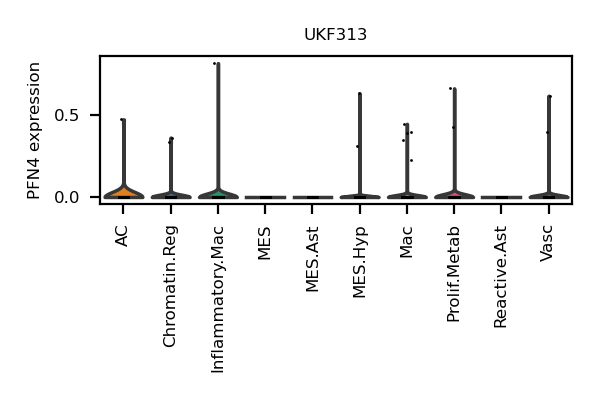 UKF313
PFN4 expression
0.5
0.0
AC
Chromatin.Reg
Inflammatory.Mac
MES
MES.Ast
MES.Hyp
Mac
Prolif.Metab
Reactive.Ast
Vasc